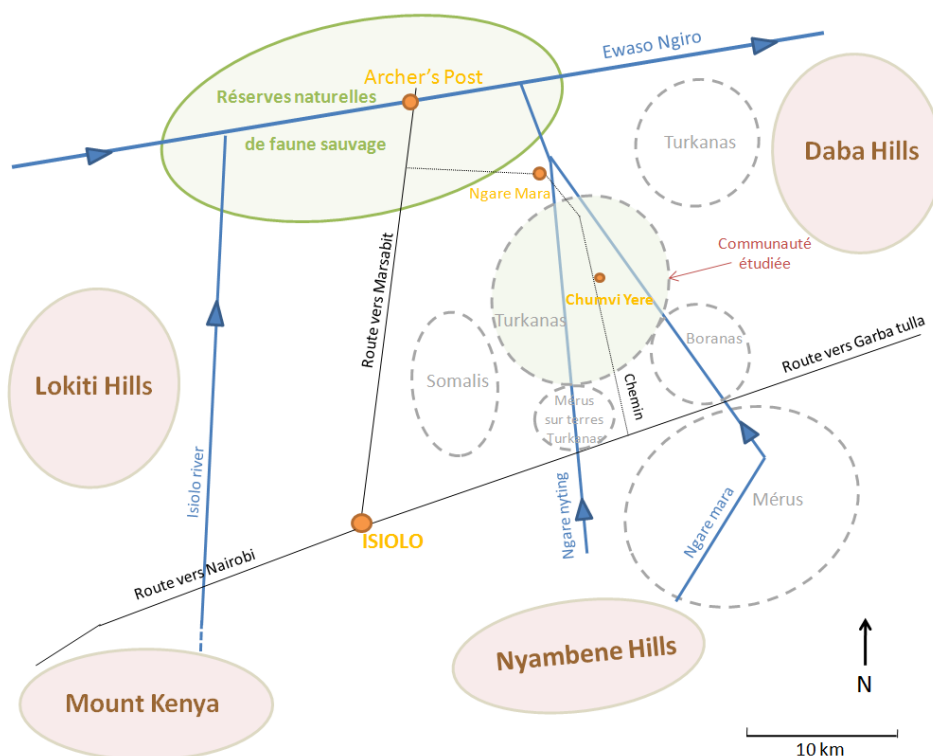 Ewaso Ngiro
Archer's Post
Réserves naturelles
de faune sauvage
Turkanas
Daba Hills
Ngare Mara
Communauté
étudiée
Route vers Marsabit
Chumvi Yere
Turkanas
Boranas
Route vers Garba tulla
Lokiti Hills
Somalis
Chemin
Mérus
sur terres
Turkanas
Isiolo river
Ngare nyting
Ngare mara
Mérus
ISIOLO
Route vers Nairobi
Nyambene Hills
Mount Kenya
N
10 km